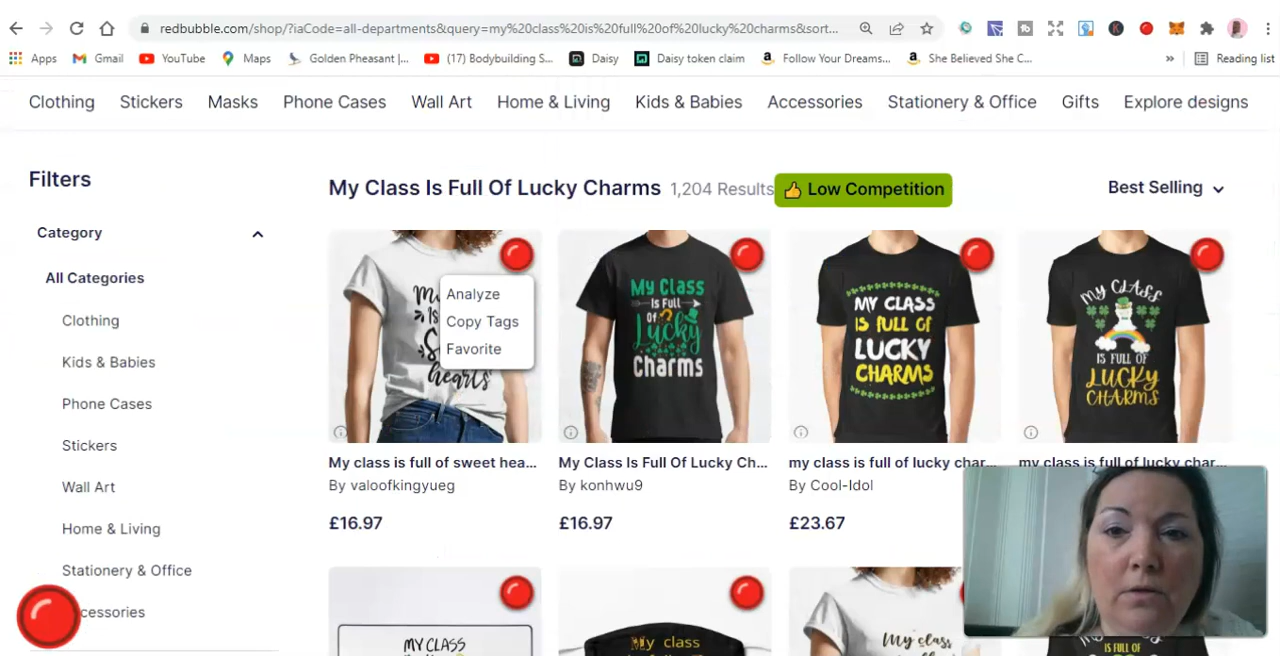 redbubble.com/shop/?iaCode=all-departments&query=my%20class%20is%20full%20of%20lucky%20charms&sort...
Apps Gmail YouTube Maps Golden Pheasant |... (17) Bodybuilding S... Daisy Daisy token claim Follow Your Dreams... She Believed She C... » Reading list
Clothing Stickers Masks Phone Cases Wall Art Home & Living Kids & Babies Accessories Stationery & Office Gifts Explore designs
Filters
Category
All Categories
Clothing
Kids & Babies
Phone Cases
Stickers
Wall Art
Home & Living
Stationery & Office
My Class Is Full Of Lucky Charms 1,204 Results Low Competition
Best Selling
Analyze
Copy Tags
Favorite
hearts
My Class
Is Full
Of
Lucky
Charms
MY CLASS
IS FULL OF
LUCKY
CHARMS
MY CLASS
IS FULL OF
LUCKY
CHARMS
My class is full of sweet hea...
By valoofkingyueg
£16.97
My Class Is Full Of Lucky Ch...
By konhwu9
£16.97
my class is full of lucky char...
By Cool-Idol
£23.67
my class is full of lucky char...
MY CLASS
My class
My class
IS FULL OF